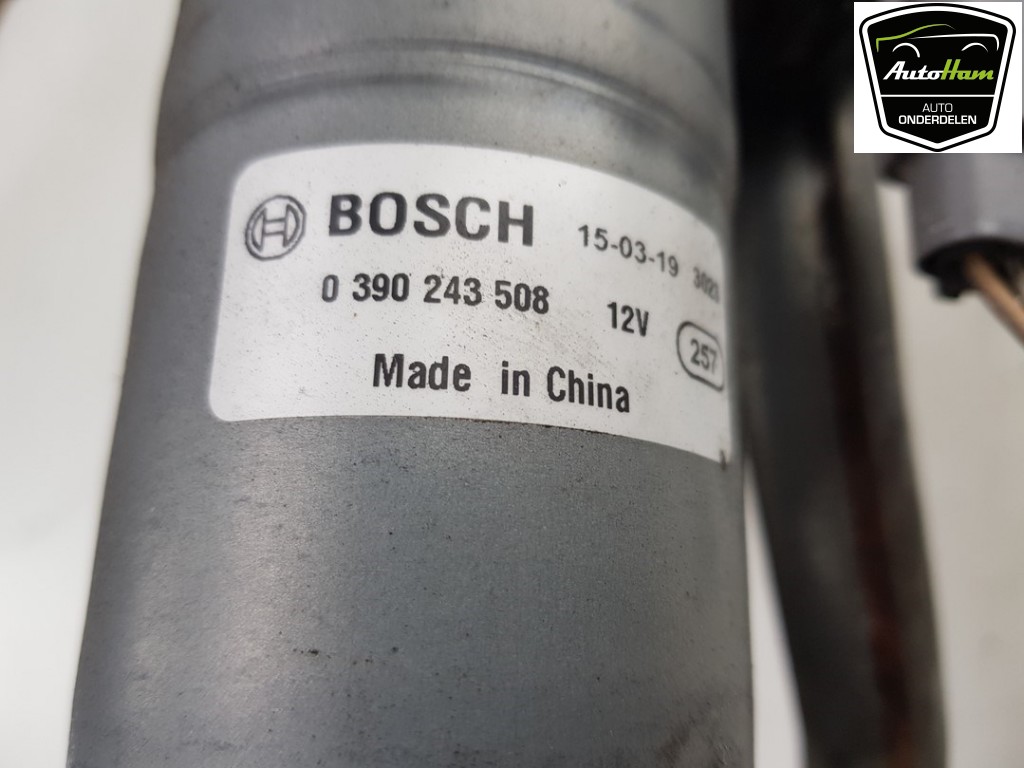 AutoHam
AUTO
ONDERDELEN
BOSCH 15-03-19
0 390 243 508 12V 257
Made in China